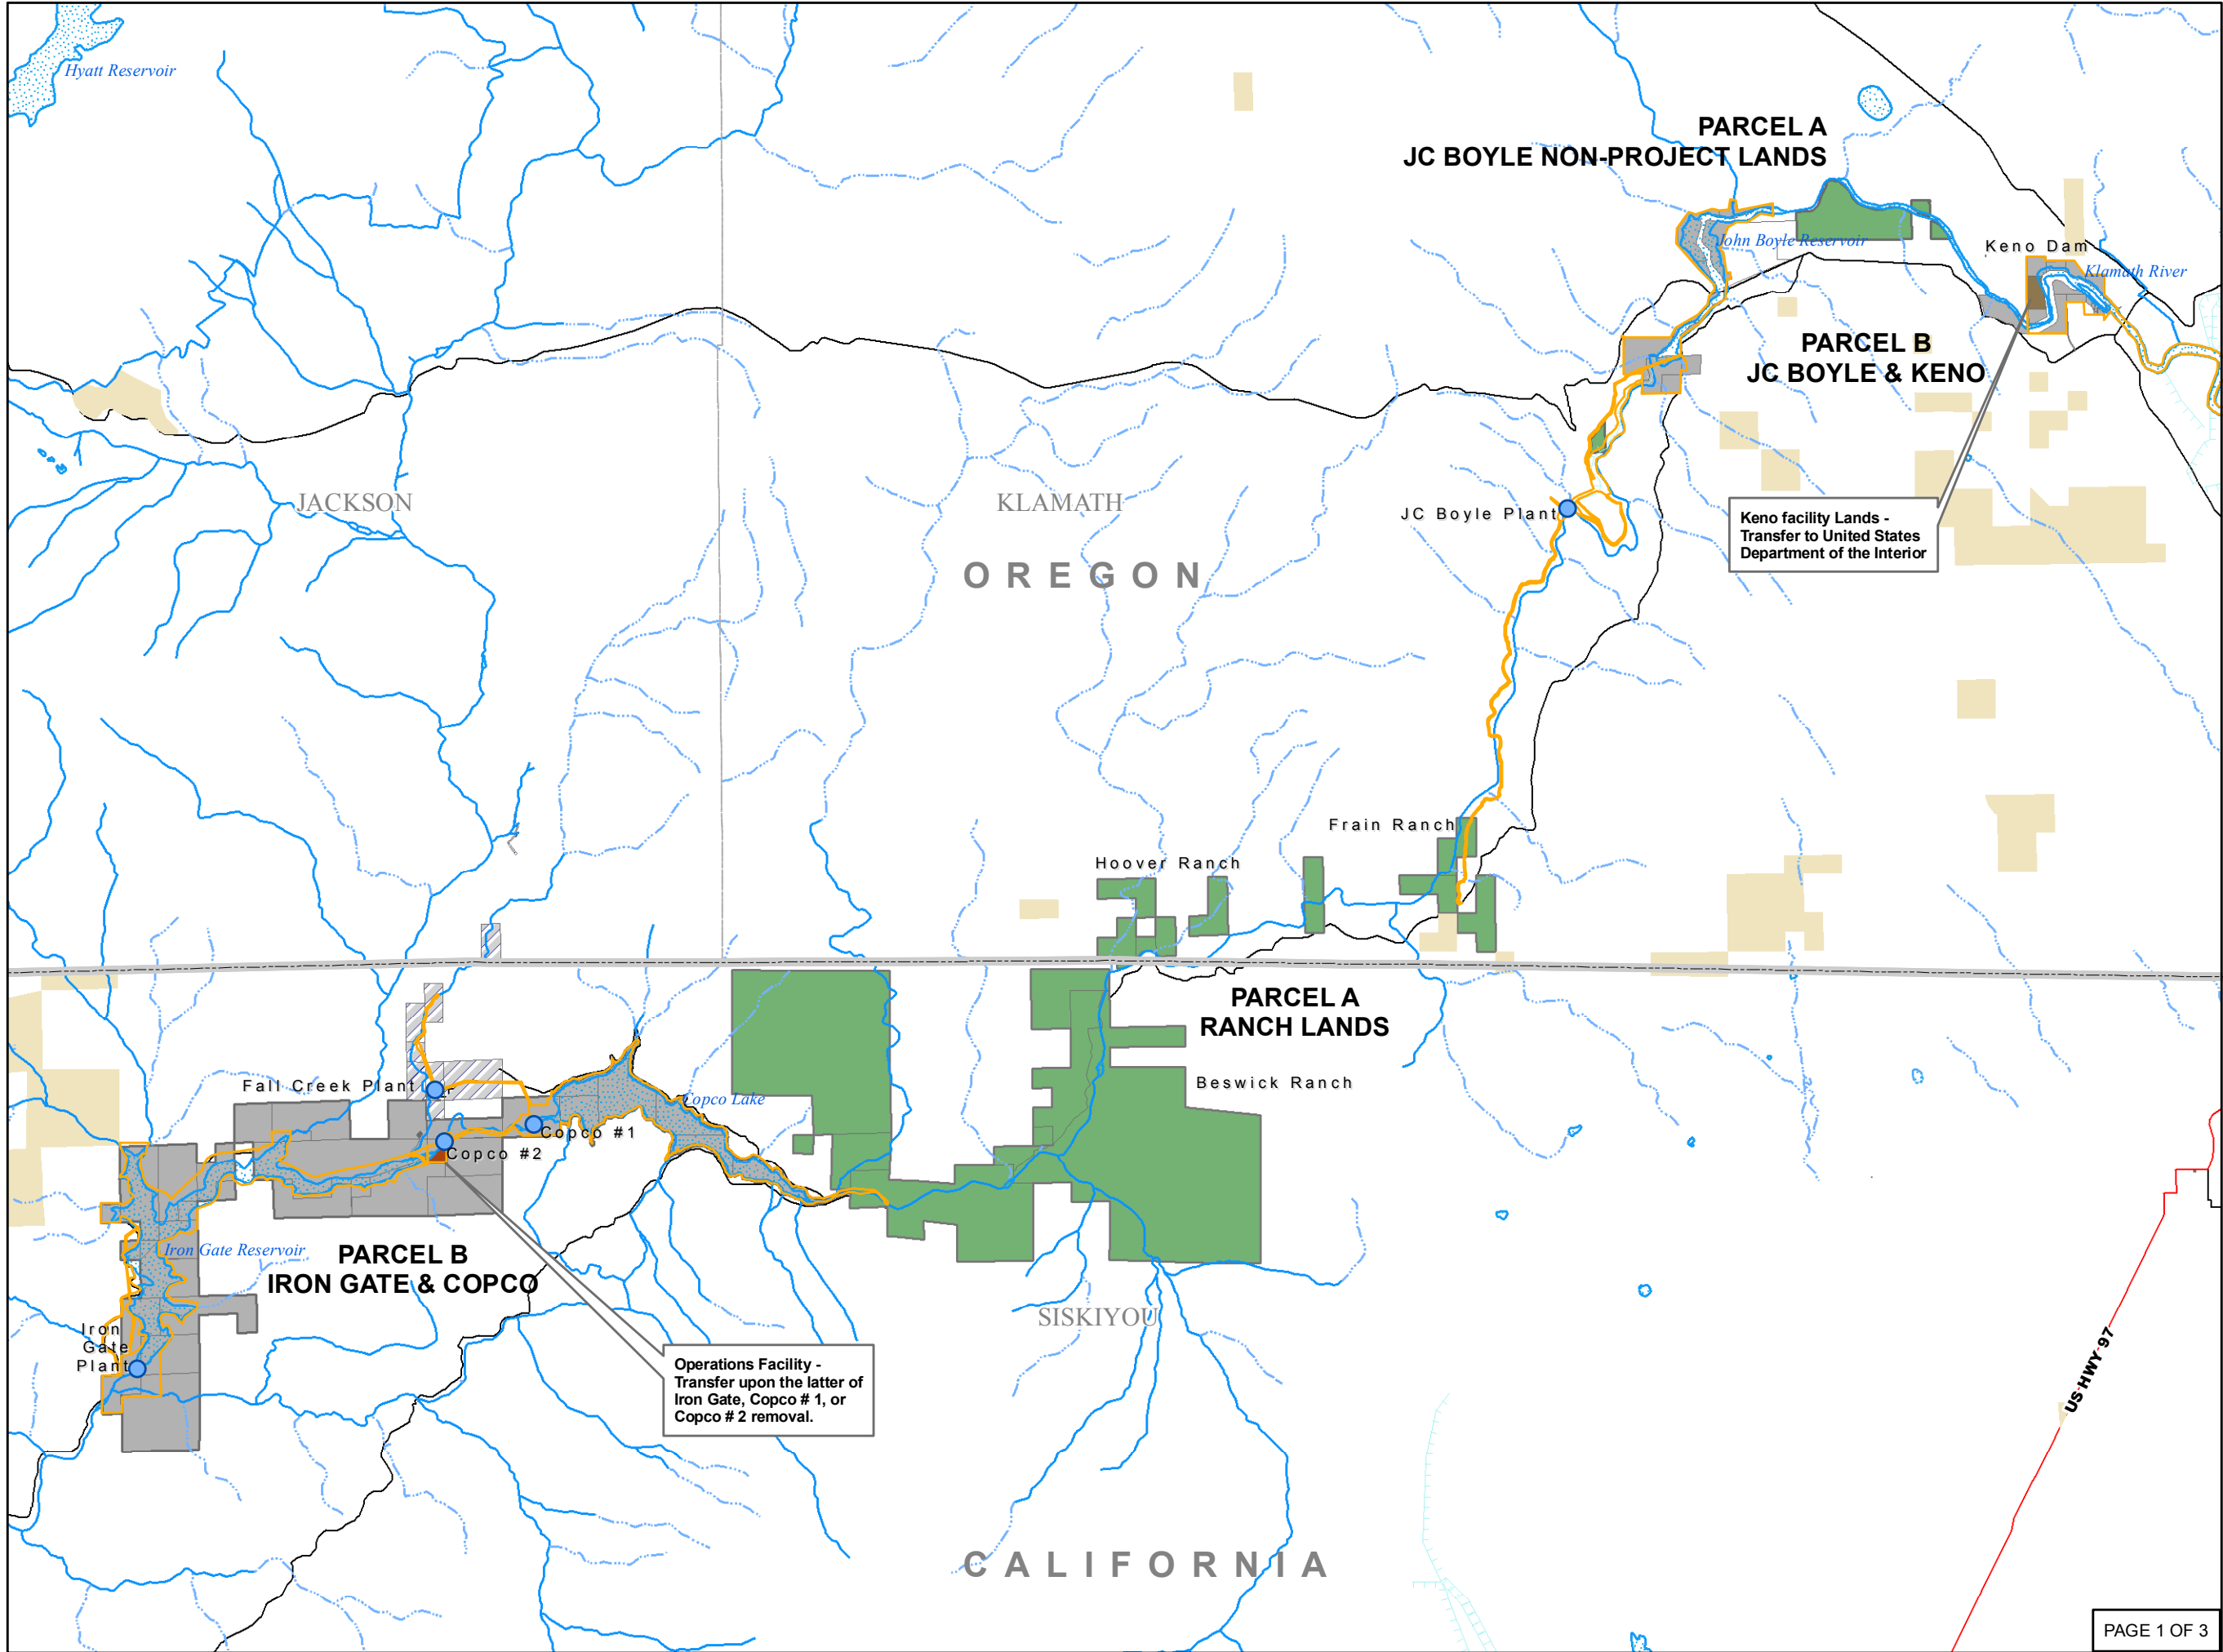 Hyatt Reservoir
PARCEL A
JC BOYLE NON-PROJECT LANDS
John Boyle Reservoir
Keno Dam
Klamath River
PARCEL B
JC BOYLE & KENO
JACKSON
KLAMATH
JC Boyle Plant
Keno facility Lands -
Transfer to United States
Department of the Interior
OREGON
Frain Ranch
Hoover Ranch
PARCEL A
RANCH LANDS
Fall Creek Plant
Beswick Ranch
Copco Lake
Copco #1
Copco #2
Iron Gate Reservoir
PARCEL B
IRON GATE & COPCO
SISKIYOU
Iron
Gate
Plant
Operations Facility -
Transfer upon the latter of
Iron Gate, Copco # 1, or
Copco # 2 removal.
US HWY 97
CALIFORNIA
PAGE 1 OF 3